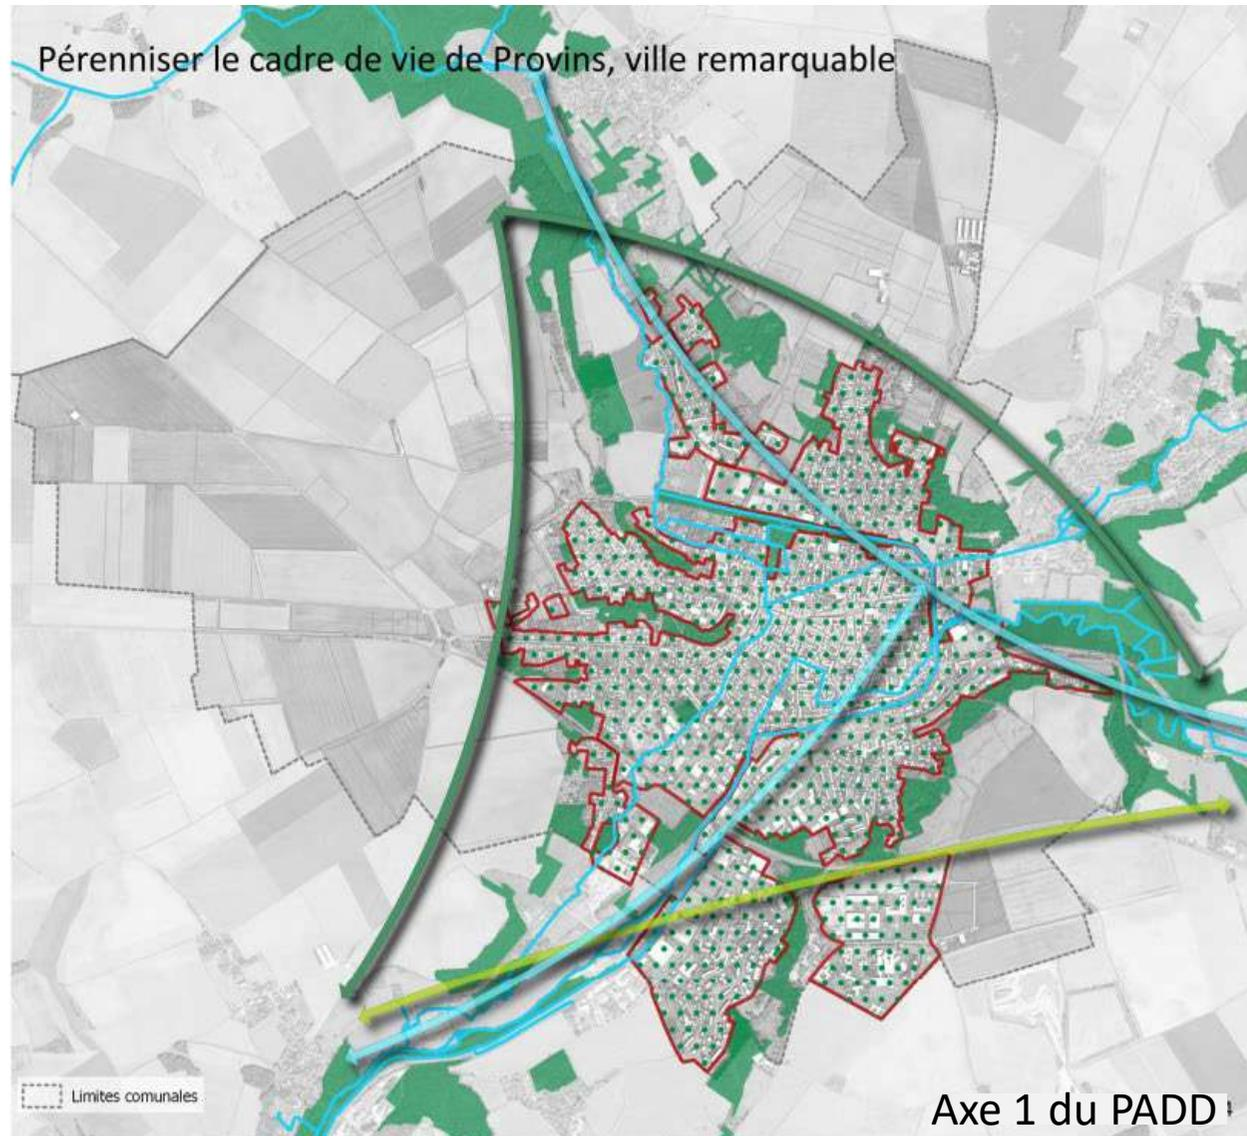 Pérenniser le cadre de vie de Provins, ville remarquable
Limites comunales
Axe 1 du PADD